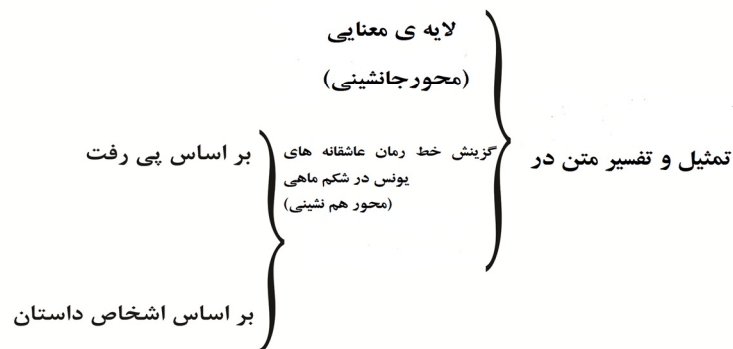 تمثیل و تفسیر متن در
لایه ی معنایی
(محورجانشینی)
گزینش خط رمان عاشقانه های
یونس در شکم ماهی
(محور هم نشینی)
بر اساس پی رفت
بر اساس اشخاص داستان